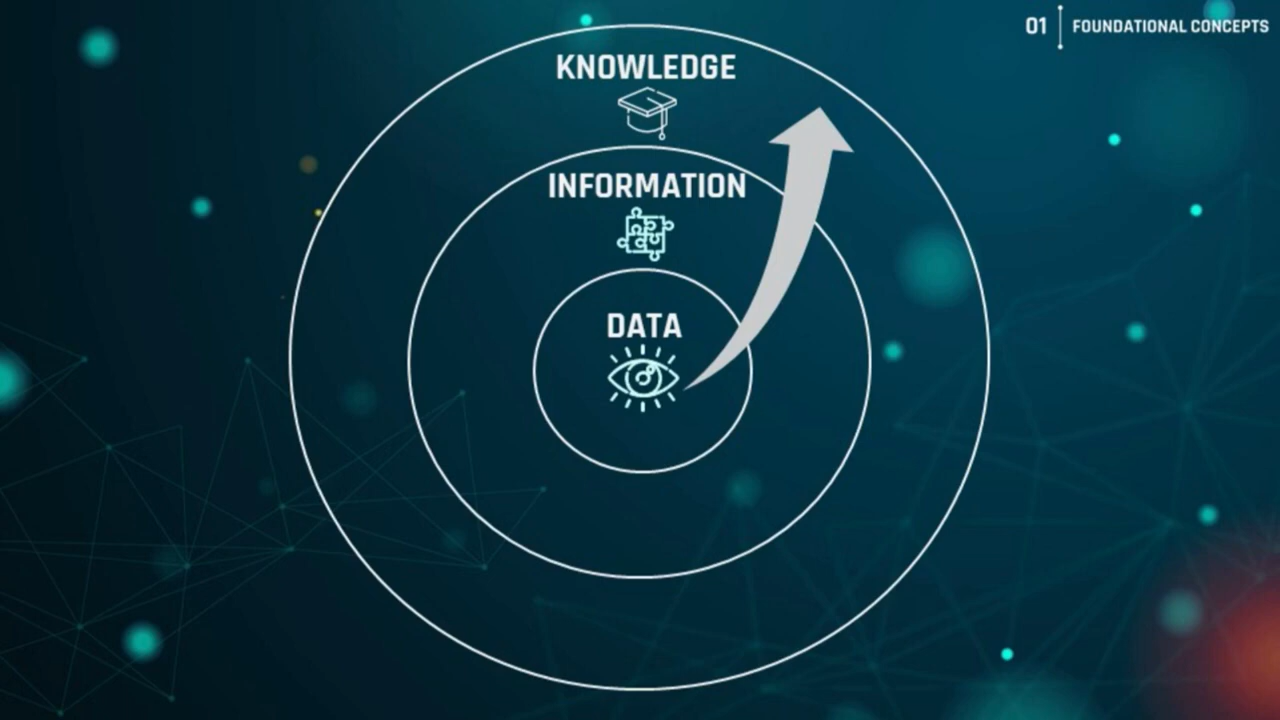 01
FOUNDATIONAL CONCEPTS
KNOWLEDGE
INFORMATION
DATA